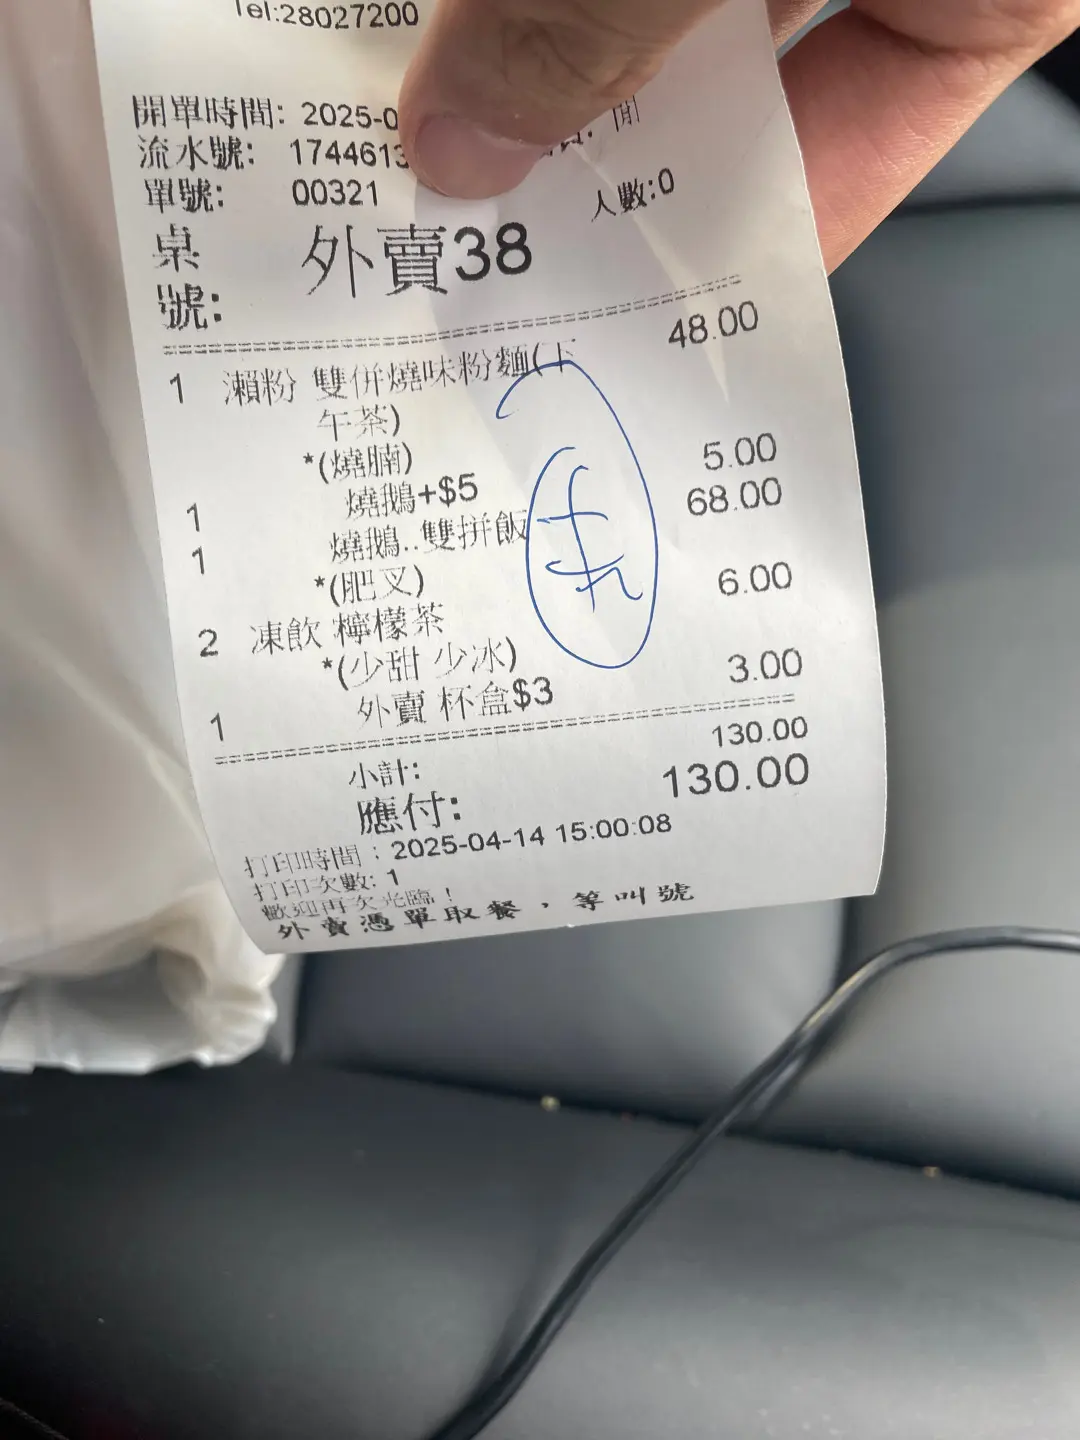 Tel:28027200
開單時間: 2025-0
流水號: 1744613
單號: 00321
人數:0
桌號: 外賣38
1 瀨粉 雙併燒味粉麵(下午茶) 48.00
*(燒腩)
1 燒鵝+$5 5.00
1 燒鵝..雙拼飯 68.00
*(肥叉)
2 凍飲 檸檬茶 6.00
*(少甜 少冰)
1 外賣 杯盒$3 3.00
小計: 130.00
應付: 130.00
打印時間：2025-04-14 15:00:08
打印次數: 1
歡迎再次光臨！
外賣憑單取餐，等叫號